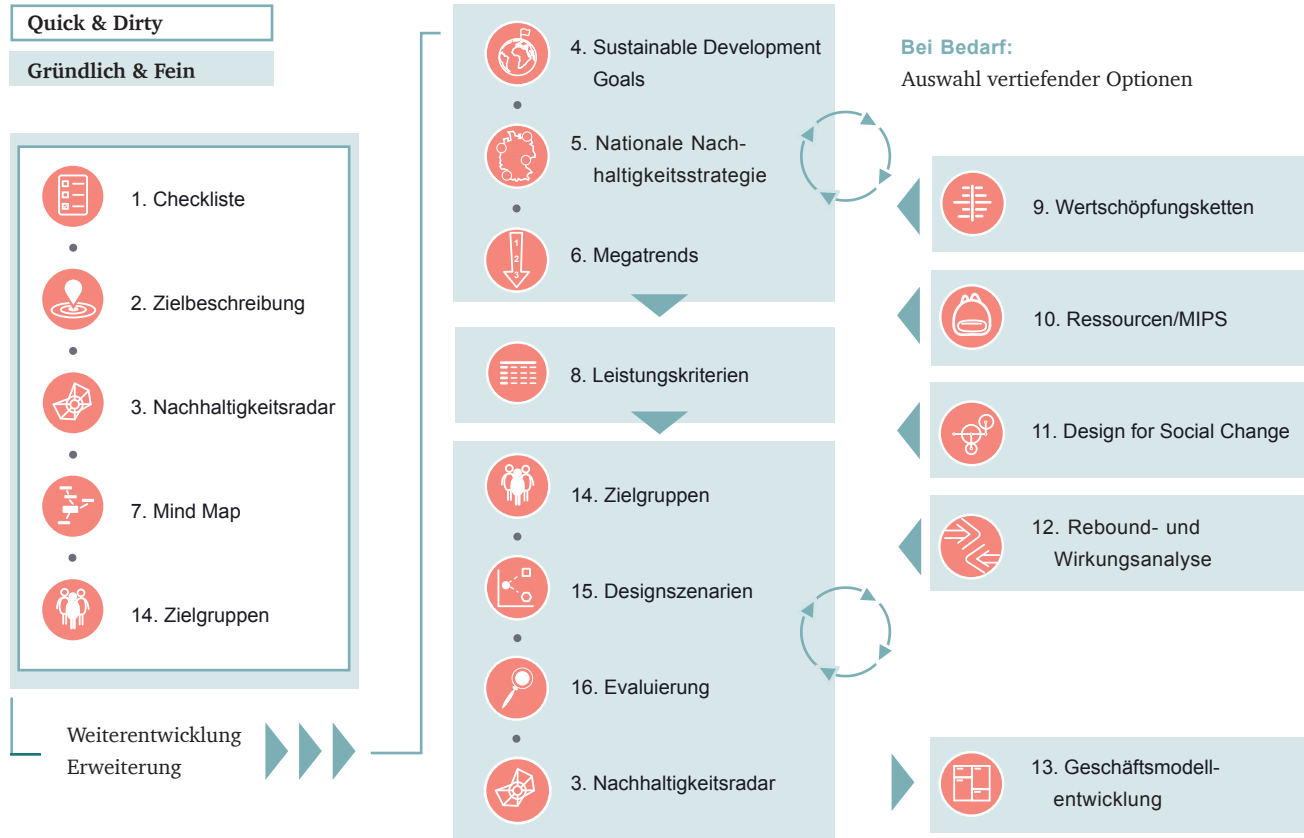 Quick & Dirty
Gründlich & Fein
1. Checkliste
2. Zielbeschreibung
3. Nachhaltigkeitsradar
7. Mind Map
14. Zielgruppen
Weiterentwicklung
Erweiterung
4. Sustainable Development
Goals
5. Nationale Nach-
haltigkeitsstrategie
1
2
3
6. Megatrends
8. Leistungskriterien
14. Zielgruppen
15. Designszenarien
16. Evaluierung
3. Nachhaltigkeitsradar
Bei Bedarf:
Auswahl vertiefender Optionen
9. Wertschöpfungsketten
10. Ressourcen/MIPS
11. Design for Social Change
12. Rebound- und
Wirkungsanalyse
13. Geschäftsmodell-
entwicklung